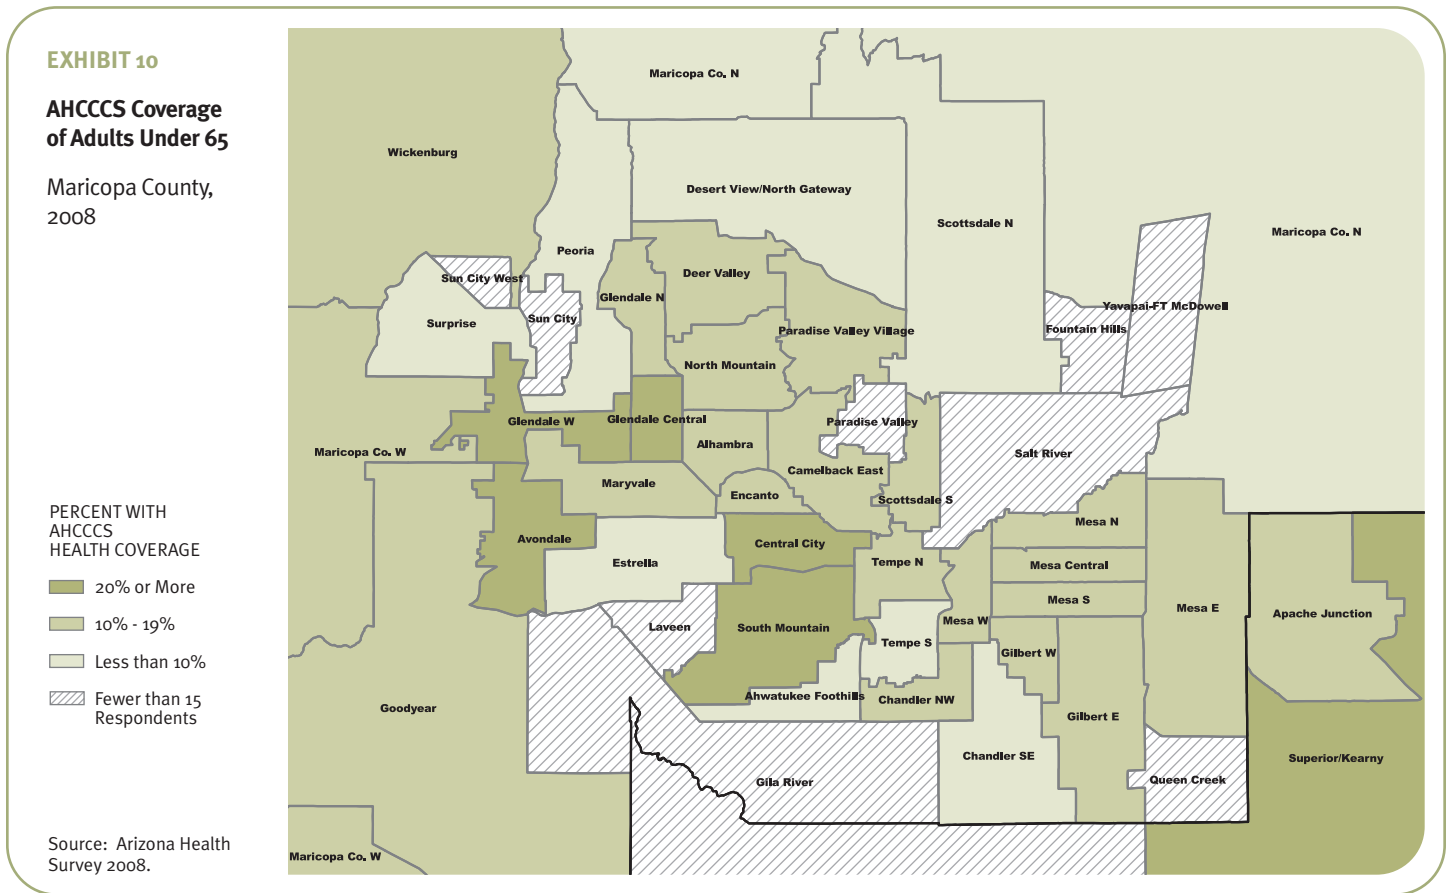 EXHIBIT 10
AHCCCS Coverage
of Adults Under 65
Maricopa County,
2008
PERCENT WITH
AHCCCS
HEALTH COVERAGE
20% or More
10% - 19%
Less than 10%
Fewer than 15
Respondents
Source: Arizona Health
Survey 2008.
Maricopa Co. N
Wickenburg
Desert View/North Gateway
Scottsdale N
Maricopa Co. N
Peoria
Deer Valley
Sun City West
Glendale N
Yavapai-FT McDowell
Surprise
Sun City
Paradise Valley Village
Fountain Hills
North Mountain
Glendale W
Glendale Central
Paradise Valley
Alhambra
Maricopa Co. W
Salt River
Camelback East
Maryvale
Encanto
Scottsdale S
Mesa N
Avondale
Central City
Estrella
Tempe N
Mesa Central
Mesa S
Mesa E
Apache Junction
Laveen
South Mountain
Mesa W
Tempe S
Gilbert W
Ahwatukee Foothills
Chandler NW
Goodyear
Gilbert E
Chandler SE
Superior/Kearny
Gila River
Queen Creek
Maricopa Co. W